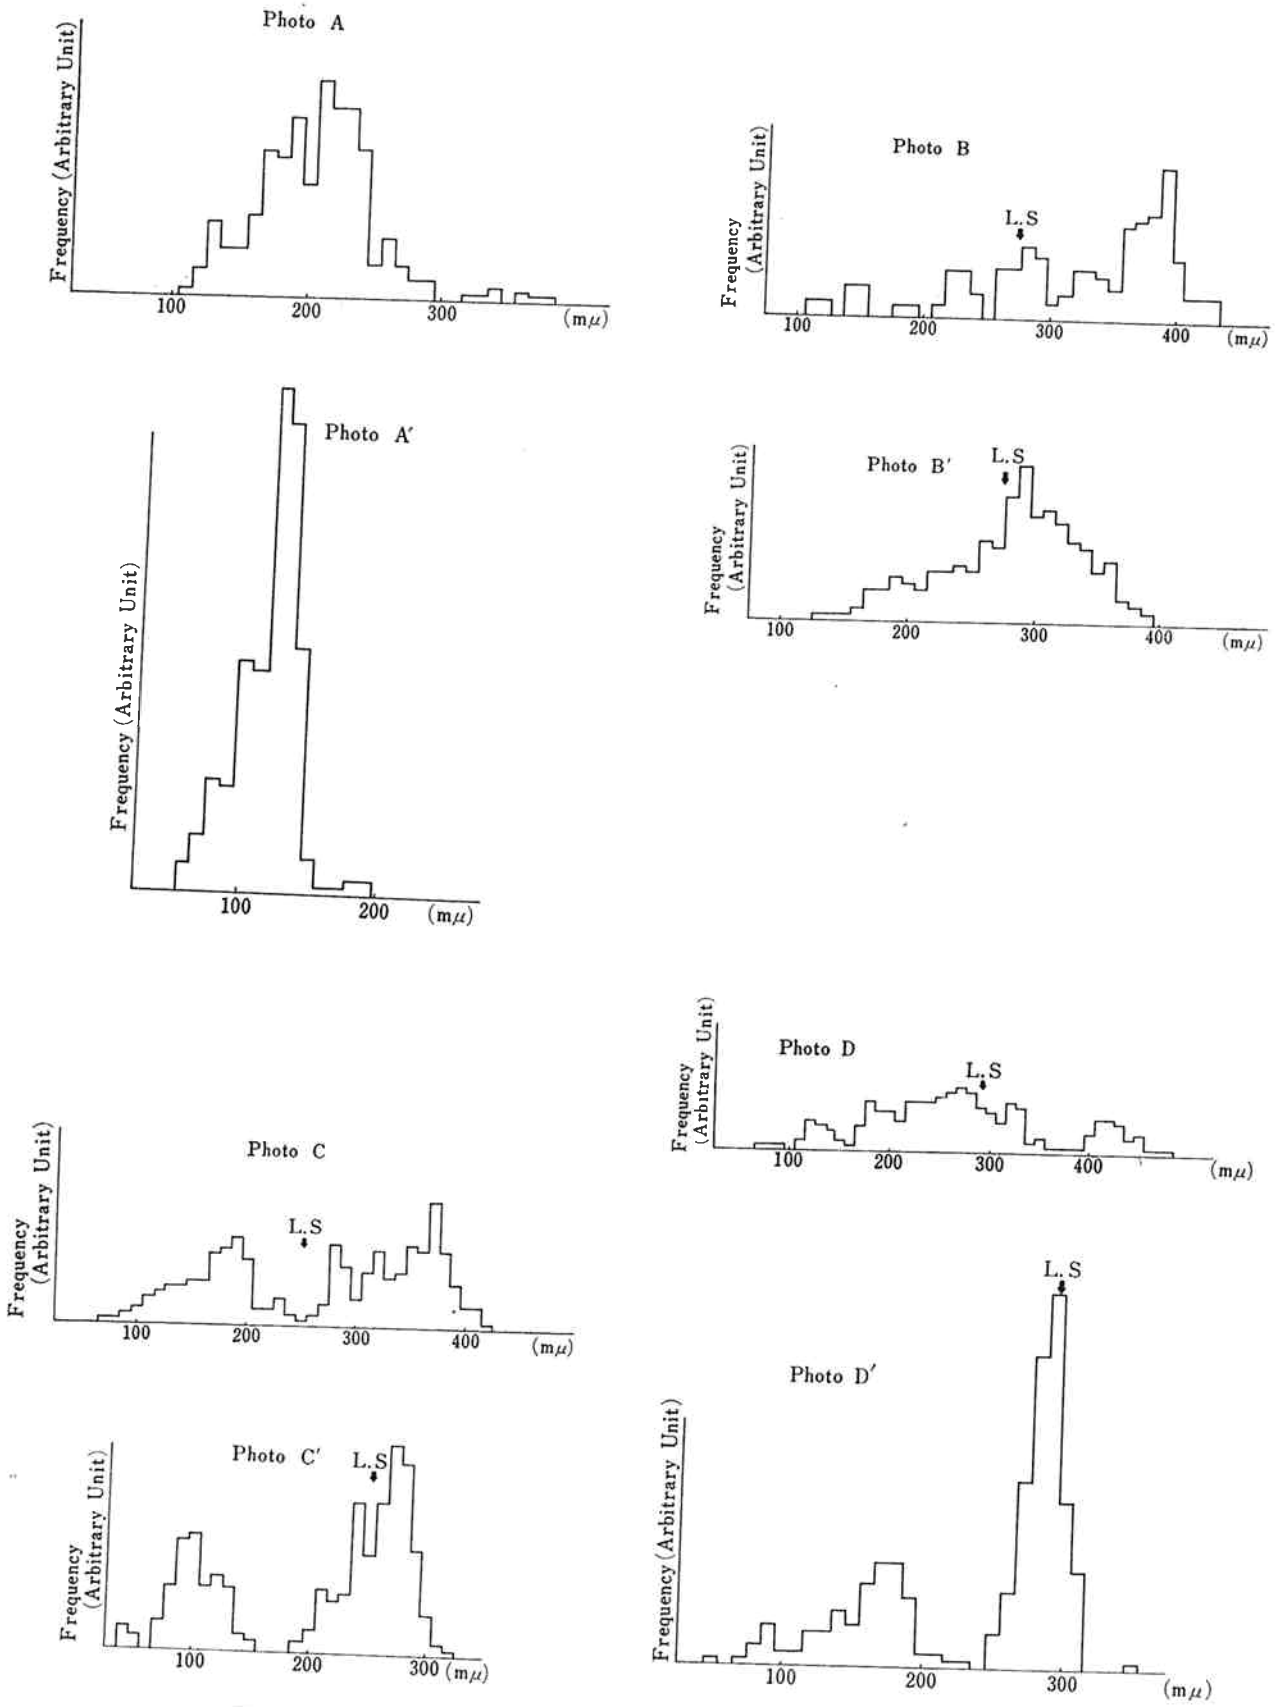 Photo A
Frequency (Arbitrary Unit)
100 200 300 (mμ)
Photo B
L.S
Frequency
(Arbitrary Unit)
100 200 300 400 (mμ)
Photo A′
Frequency (Arbitrary Unit)
100 200 (mμ)
Photo B′
L.S
Frequency
(Arbitrary Unit)
100 200 300 400 (mμ)
Photo C
L.S
Frequency
(Arbitrary Unit)
100 200 300 400 (mμ)
Photo D
L.S
Frequency
(Arbitrary Unit)
100 200 300 400 (mμ)
Photo C′
L.S
Frequency
(Arbitrary Unit)
100 200 300 (mμ)
Photo D′
L.S
Frequency (Arbitrary Unit)
100 200 300 (mμ)